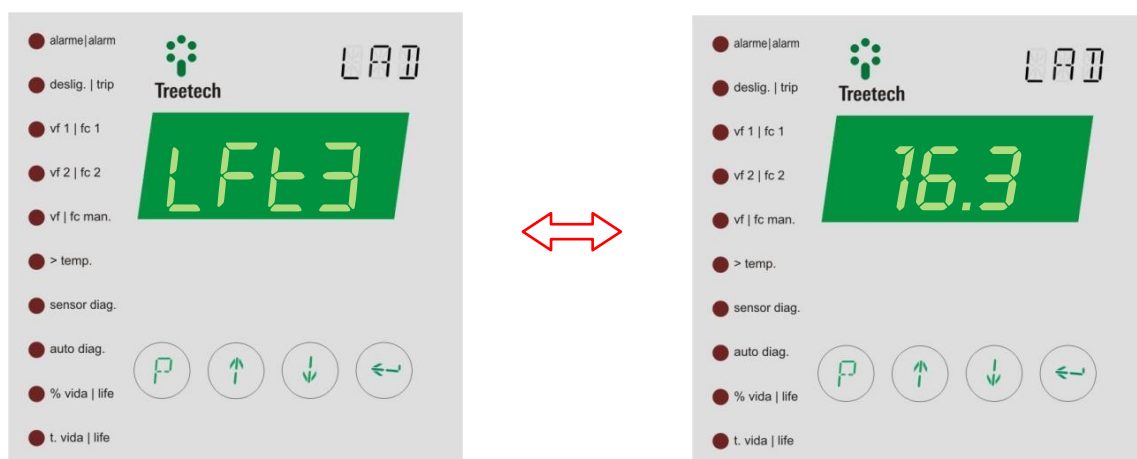 alarme|alarm
deslig. | trip
vf 1 | fc 1
vf 2 | fc 2
vf | fc man.
> temp.
sensor diag.
auto diag.
% vida | life
t. vida | life
Treetech
LAD
LFt3
P
alarme|alarm
deslig. | trip
vf 1 | fc 1
vf 2 | fc 2
vf | fc man.
> temp.
sensor diag.
auto diag.
% vida | life
t. vida | life
Treetech
LAD
16.3
P